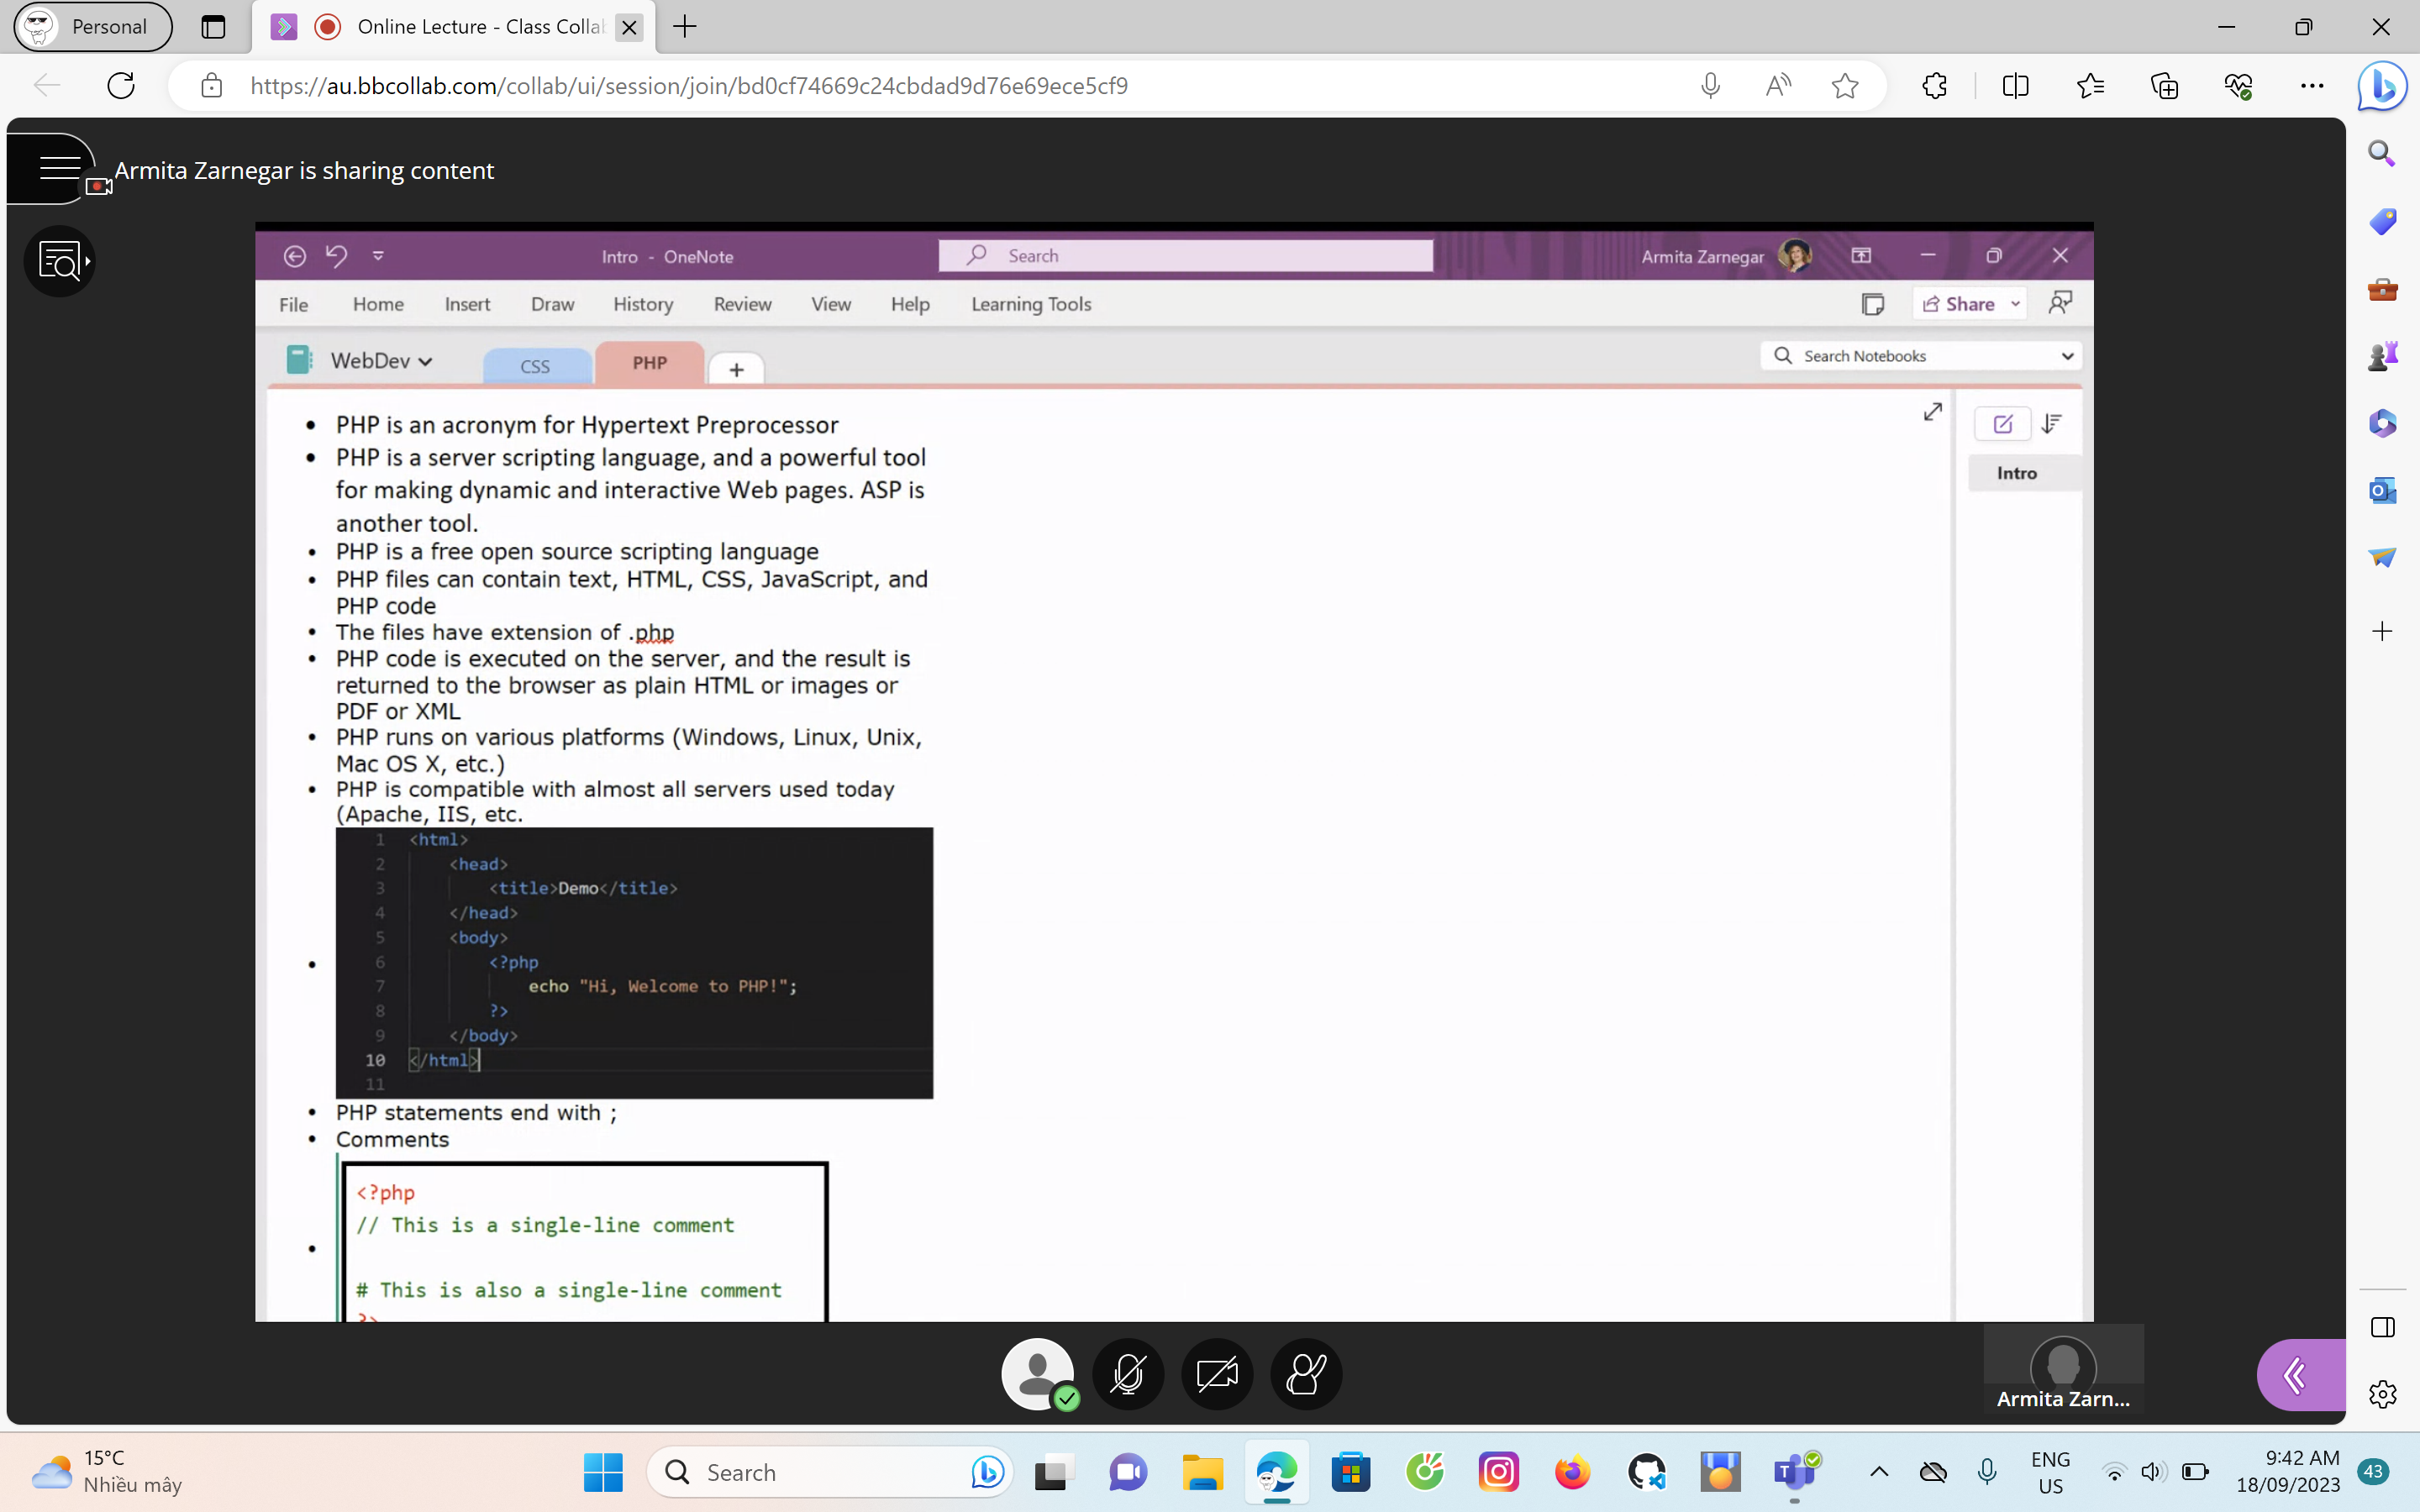 Personal
Online Lecture - Class Collab
https://au.bbcollab.com/collab/ui/session/join/bd0cf74669c24cbdad9d76e69ece5cf9
Armita Zarnegar is sharing content
Intro - OneNote
Search
Armita Zarnegar
File Home Insert Draw History Review View Help Learning Tools
Share
WebDev
CSS
PHP
Search Notebooks
Intro
• PHP is an acronym for Hypertext Preprocessor
• PHP is a server scripting language, and a powerful tool
for making dynamic and interactive Web pages. ASP is
another tool.
• PHP is a free open source scripting language
• PHP files can contain text, HTML, CSS, JavaScript, and
PHP code
• The files have extension of .php
• PHP code is executed on the server, and the result is
returned to the browser as plain HTML or images or
PDF or XML
• PHP runs on various platforms (Windows, Linux, Unix,
Mac OS X, etc.)
• PHP is compatible with almost all servers used today
(Apache, IIS, etc.
1 <html>
2 <head>
3 <title>Demo</title>
4 </head>
5 <body>
6 <?php
7 echo "Hi, Welcome to PHP!";
8 ?>
9 </body>
10 </html>
11
• PHP statements end with ;
• Comments
<?php
// This is a single-line comment
# This is also a single-line comment
?>
Armita Zarn...
15°C
Nhiều mây
Search
ENG
US
9:42 AM
18/09/2023
43